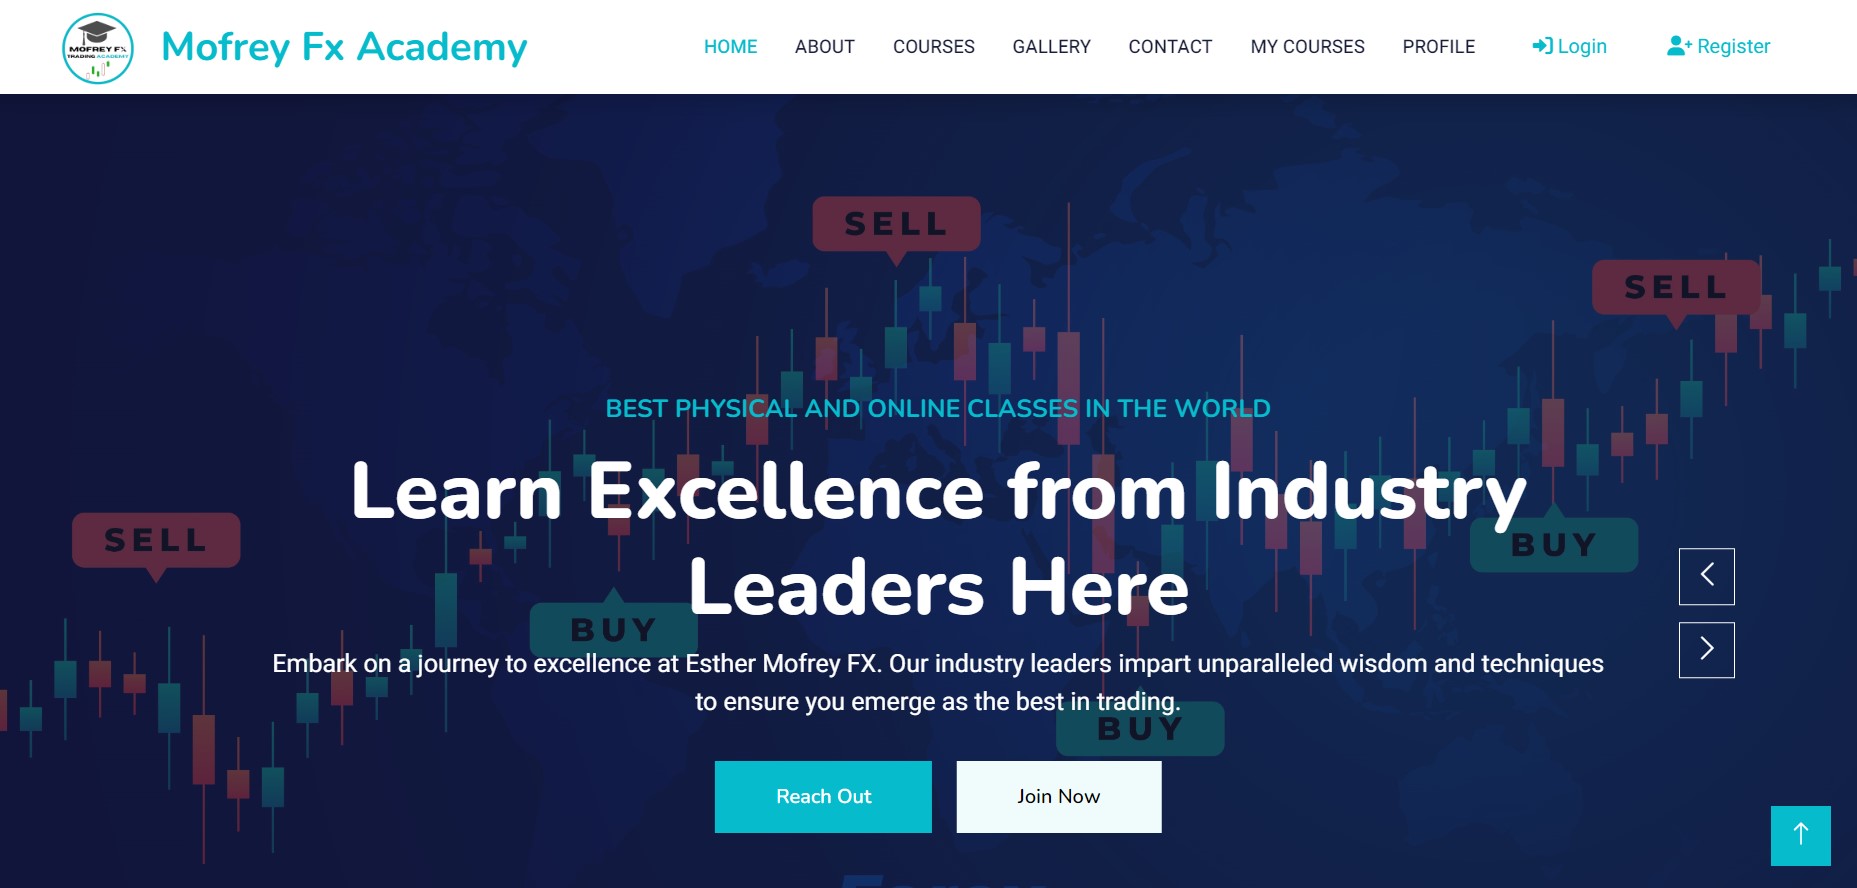 MOFREY FX
TRADING ACADEMY
Mofrey Fx Academy
HOME
ABOUT
COURSES
GALLERY
CONTACT
MY COURSES
PROFILE
Login
Register
SELL
SELL
BEST PHYSICAL AND ONLINE CLASSES IN THE WORLD
Learn Excellence from Industry
Leaders Here
SELL
BUY
BUY
Embark on a journey to excellence at Esther Mofrey FX. Our industry leaders impart unparalleled wisdom and techniques
to ensure you emerge as the best in trading.
BUY
Reach Out
Join Now